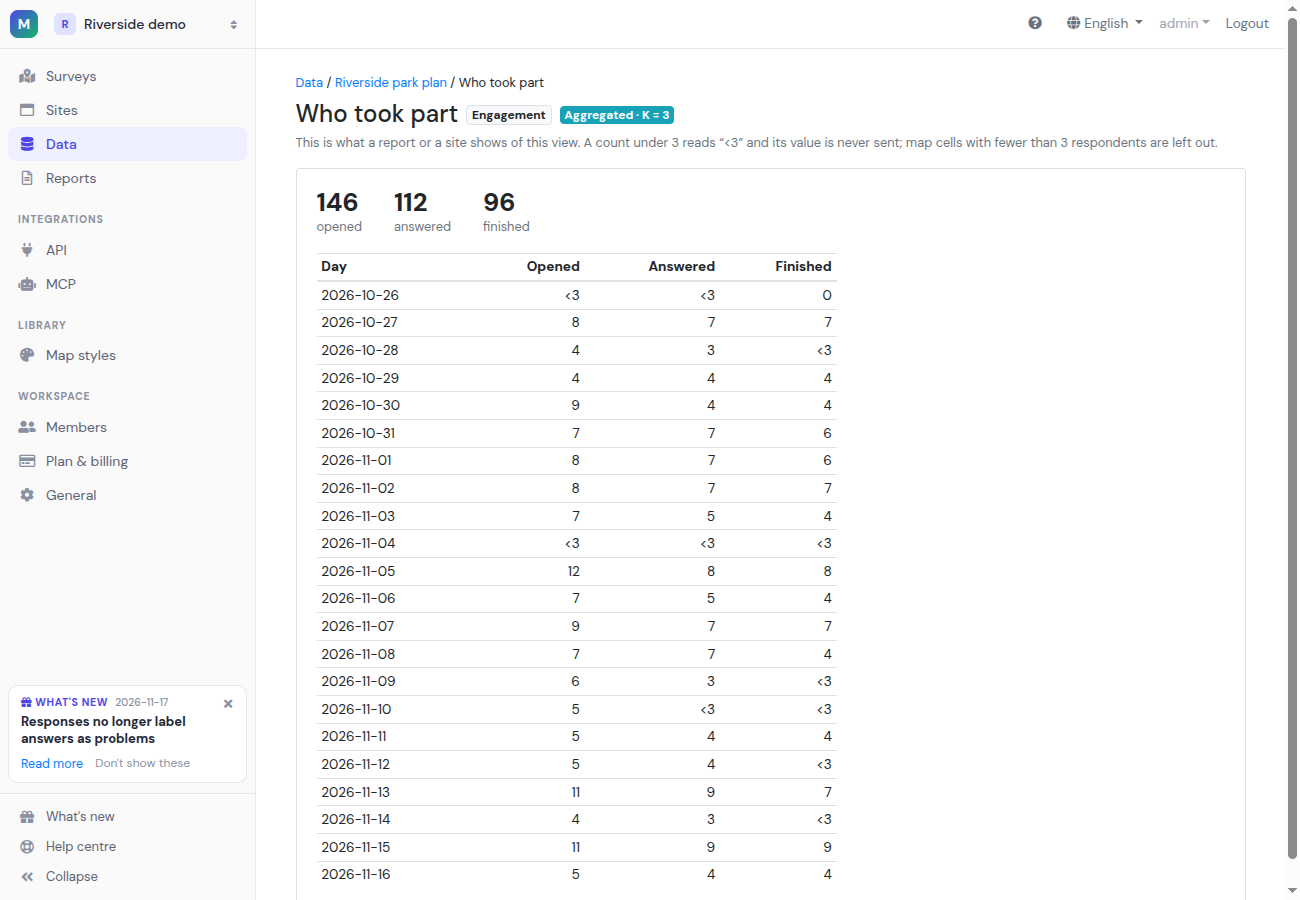 M R Riverside demo
English admin Logout
Surveys
Sites
Data
Reports
INTEGRATIONS
API
MCP
LIBRARY
Map styles
WORKSPACE
Members
Plan & billing
General
WHAT'S NEW 2026-11-17
Responses no longer label
answers as problems
Read more Don't show these
What's new
Help centre
Collapse
Data / Riverside park plan / Who took part
Who took part Engagement Aggregated · K = 3
This is what a report or a site shows of this view. A count under 3 reads “<3” and its value is never sent; map cells with fewer than 3 respondents are left out.
146 112 96
opened answered finished
Day Opened Answered Finished
2026-10-26 <3 <3 0
2026-10-27 8 7 7
2026-10-28 4 3 <3
2026-10-29 4 4 4
2026-10-30 9 4 4
2026-10-31 7 7 6
2026-11-01 8 7 6
2026-11-02 8 7 7
2026-11-03 7 5 4
2026-11-04 <3 <3 <3
2026-11-05 12 8 8
2026-11-06 7 5 4
2026-11-07 9 7 7
2026-11-08 7 7 4
2026-11-09 6 3 <3
2026-11-10 5 <3 <3
2026-11-11 5 4 4
2026-11-12 5 4 <3
2026-11-13 11 9 7
2026-11-14 4 3 <3
2026-11-15 11 9 9
2026-11-16 5 4 4